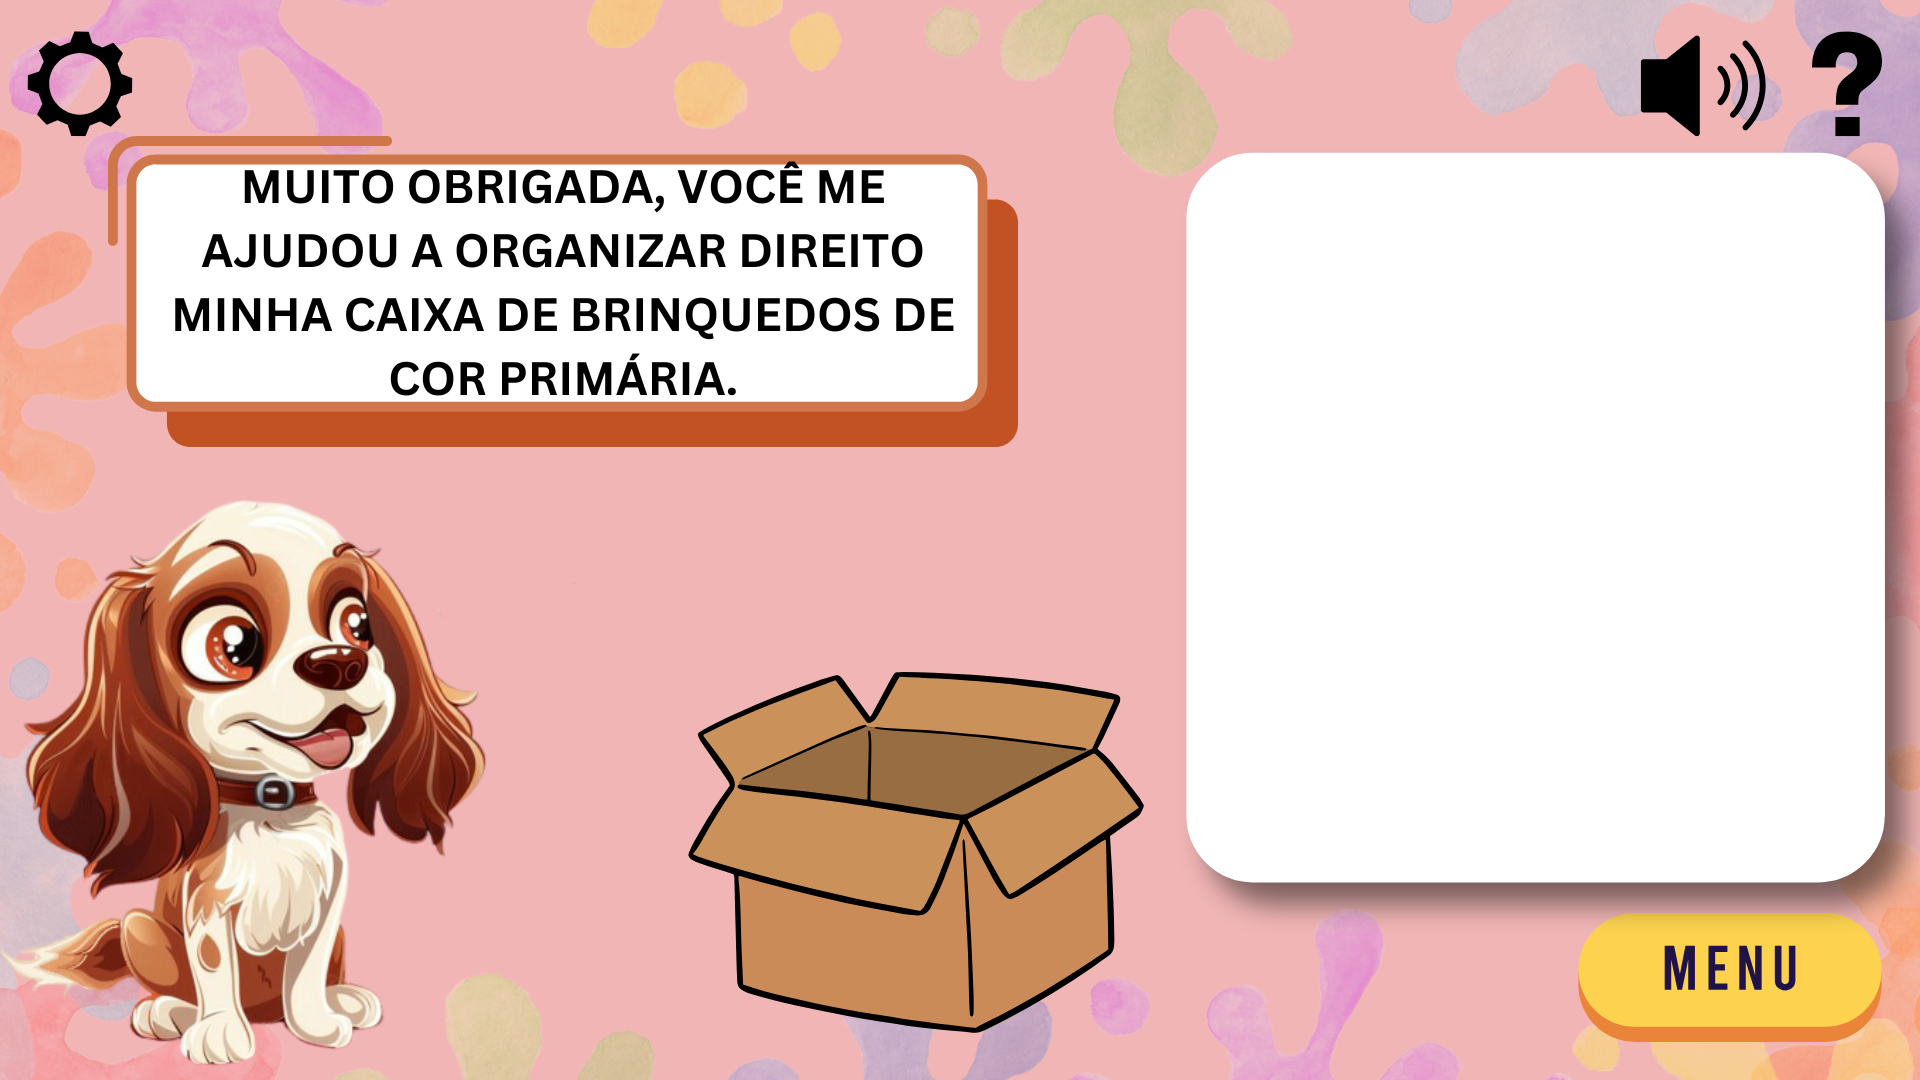 MUITO OBRIGADA, VOCÊ ME
AJUDOU A ORGANIZAR DIREITO
MINHA CAIXA DE BRINQUEDOS DE
COR PRIMÁRIA.
?
MENU